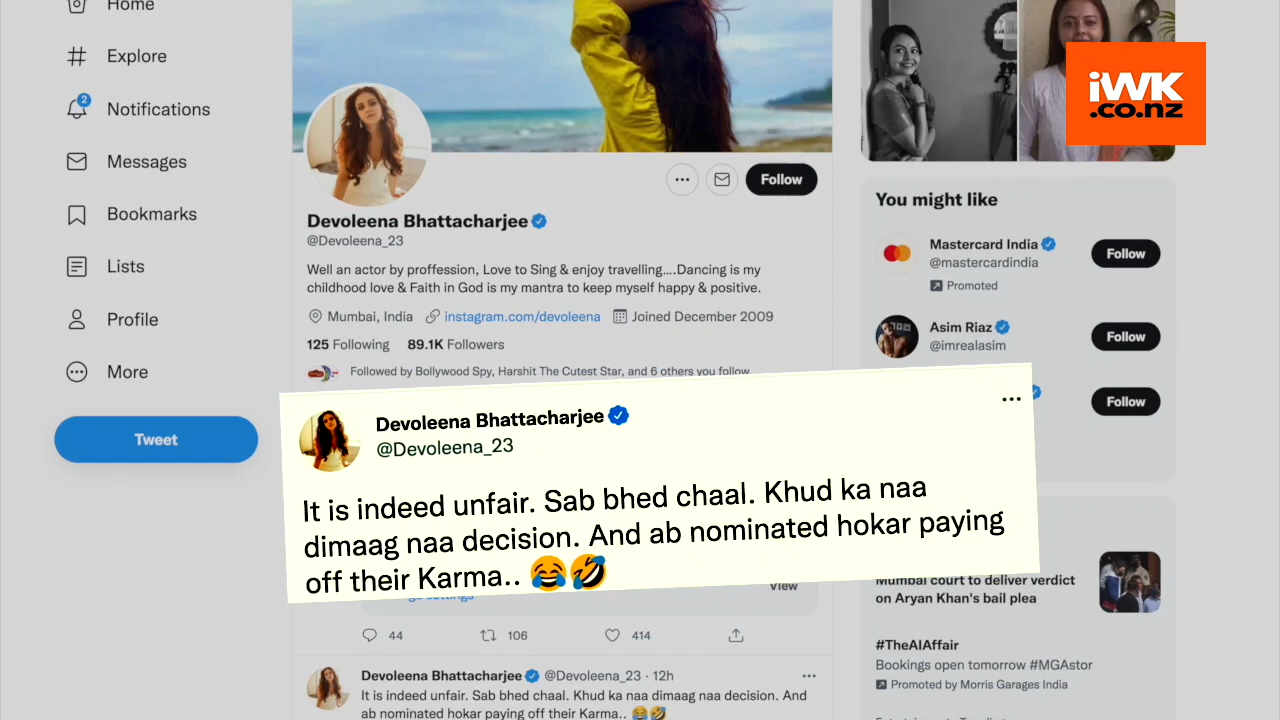 Home
Explore
2
Notifications
Messages
Bookmarks
Lists
Profile
More
Tweet
Follow
Devoleena Bhattacharjee
@Devoleena_23
Well an actor by proffession, Love to Sing & enjoy travelling....Dancing is my
childhood love & Faith in God is my mantra to keep myself happy & positive.
Mumbai, India instagram.com/devoleena Joined December 2009
125 Following 89.1K Followers
Followed by Bollywood Spy, Harshit The Cutest Star, and 6 others you follow
Devoleena Bhattacharjee
@Devoleena_23
It is indeed unfair. Sab bhed chaal. Khud ka naa
dimaag naa decision. And ab nominated hokar paying
off their Karma.. 😂🤣
View
settings
44 106 414
Devoleena Bhattacharjee @Devoleena_23 · 12h
It is indeed unfair. Sab bhed chaal. Khud ka naa dimaag naa decision. And
ab nominated hokar paying off their Karma.. 😂🤣
iWK
.co.nz
You might like
Mastercard India
@mastercardindia
Promoted
Follow
Asim Riaz
@imrealasim
Follow
Follow
Mumbai court to deliver verdict
on Aryan Khan's bail plea
#TheAIAffair
Bookings open tomorrow #MGAstor
Promoted by Morris Garages India